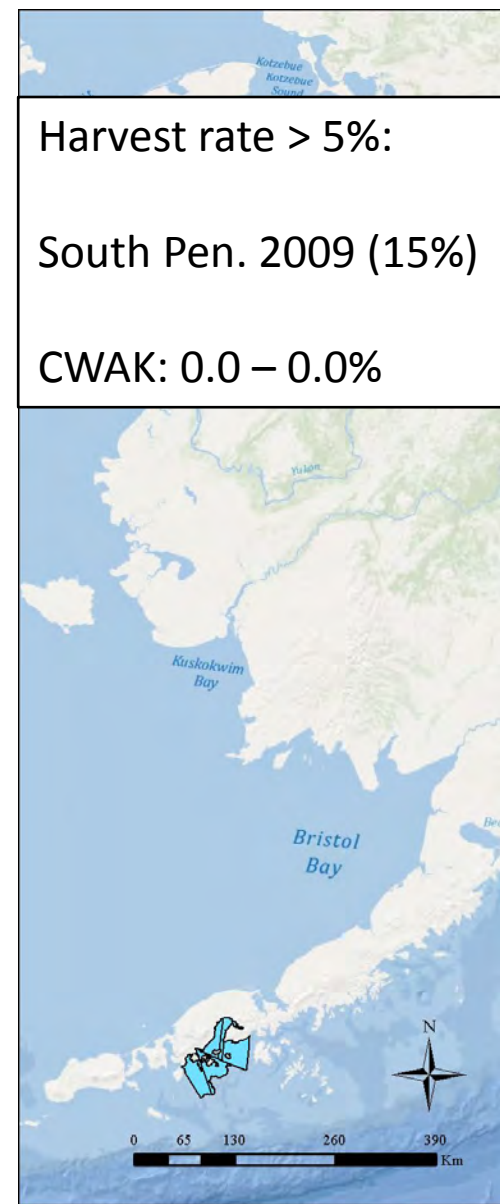 Kotzebue
Kotzebue
Sound
Harvest rate > 5%:
South Pen. 2009 (15%)
CWAK: 0.0 – 0.0%
Yukon
Kuskokwim
Bay
Bristol
Bay
N
0 65 130 260 390
Km